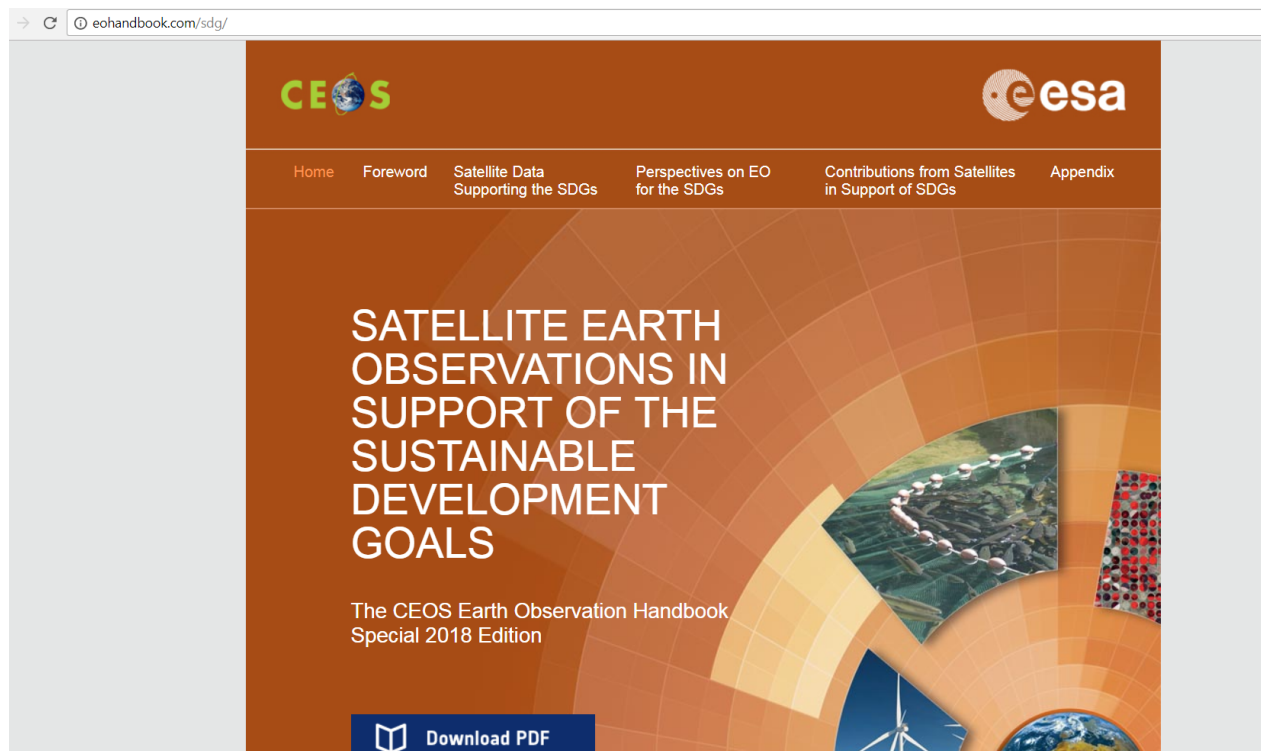 eohandbook.com/sdg/
CEOS
esa
Home
Foreword
Satellite Data
Supporting the SDGs
Perspectives on EO
for the SDGs
Contributions from Satellites
in Support of SDGs
Appendix
SATELLITE EARTH
OBSERVATIONS IN
SUPPORT OF THE
SUSTAINABLE
DEVELOPMENT
GOALS
The CEOS Earth Observation Handbook
Special 2018 Edition
Download PDF